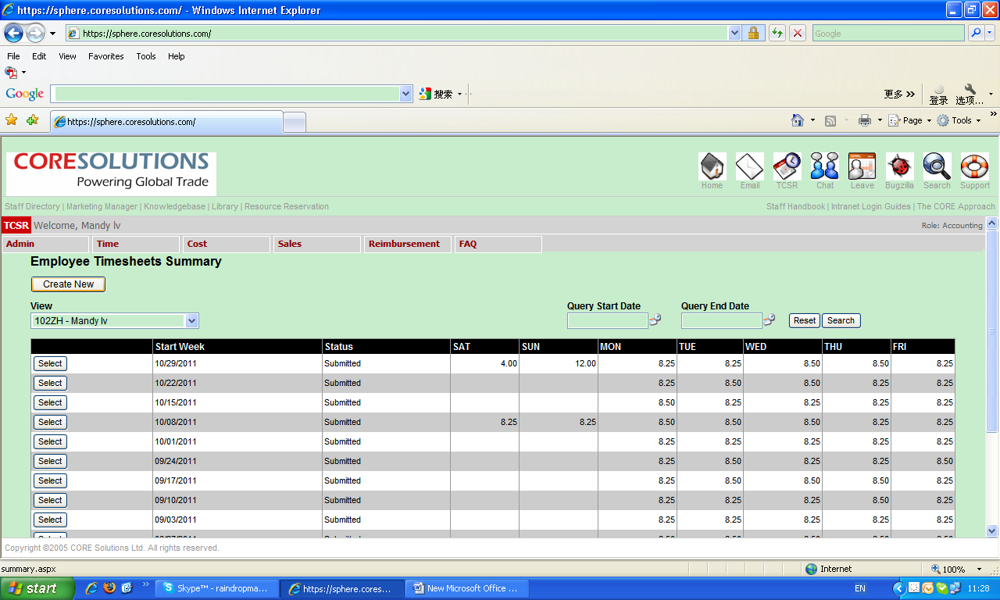 https://sphere.coresolutions.com/ - Windows Internet Explorer
https://sphere.coresolutions.com/
Google
File Edit View Favorites Tools Help
Google 搜索 更多 » 登录 选项...
https://sphere.coresolutions.com/ Page Tools »
CORESOLUTIONS
Powering Global Trade
Home Email TCSR Chat Leave Bugzilla Search Support
Staff Directory | Marketing Manager | Knowledgebase | Library | Resource Reservation Staff Handbook | Intranet Login Guides | The CORE Approach
TCSR Welcome, Mandy lv Role: Accounting
Admin Time Cost Sales Reimbursement FAQ
Employee Timesheets Summary
Create New
View Query Start Date Query End Date
102ZH - Mandy lv Reset Search
Start Week Status SAT SUN MON TUE WED THU FRI
Select 10/29/2011 Submitted 4.00 12.00 8.25 8.25 8.50 8.50 8.25
Select 10/22/2011 Submitted 8.25 8.50 8.50 8.25 8.25
Select 10/15/2011 Submitted 8.50 8.25 8.50 8.25 8.25
Select 10/08/2011 Submitted 8.25 8.25 8.50 8.50 8.50 8.25 8.25
Select 10/01/2011 Submitted 8.25 8.25 8.25 8.25 8.25
Select 09/24/2011 Submitted 8.25 8.50 8.25 8.25 8.50
Select 09/17/2011 Submitted 8.25 8.50 8.25 8.50 8.25
Select 09/10/2011 Submitted 8.25 8.25 8.25 8.50 8.25
Select 09/03/2011 Submitted 8.25 8.25 8.25 8.25 8.25
Copyright ©2005 CORE Solutions Ltd. All rights reserved.
summary.aspx Internet 100%
start Skype™ - raindropma... https://sphere.cores... New Microsoft Office ... EN 11:28